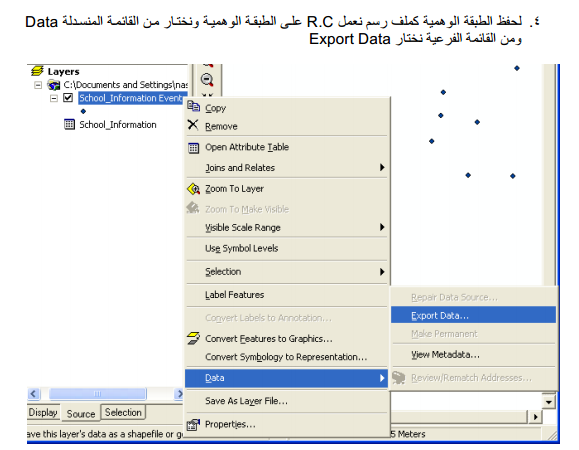 ٤. لحفظ الطبقة الوهمية كملف رسم نعمل R.C على الطبقة الوهمية ونختار من القائمة المنسدلة Data
ومن القائمة الفرعية نختار Export Data
Layers
C:\Documents and Settings\nas
School_Information Event
School_Information
Copy
Remove
Open Attribute Table
Joins and Relates
Zoom To Layer
Zoom To Make Visible
Visible Scale Range
Use Symbol Levels
Selection
Label Features
Convert Labels to Annotation...
Convert Features to Graphics...
Convert Symbology to Representation...
Data
Save As Layer File...
Properties...
Repair Data Source...
Export Data...
Make Permanent
View Metadata...
Review/Rematch Addresses...
Display Source Selection
ave this layer's data as a shapefile or g
5 Meters